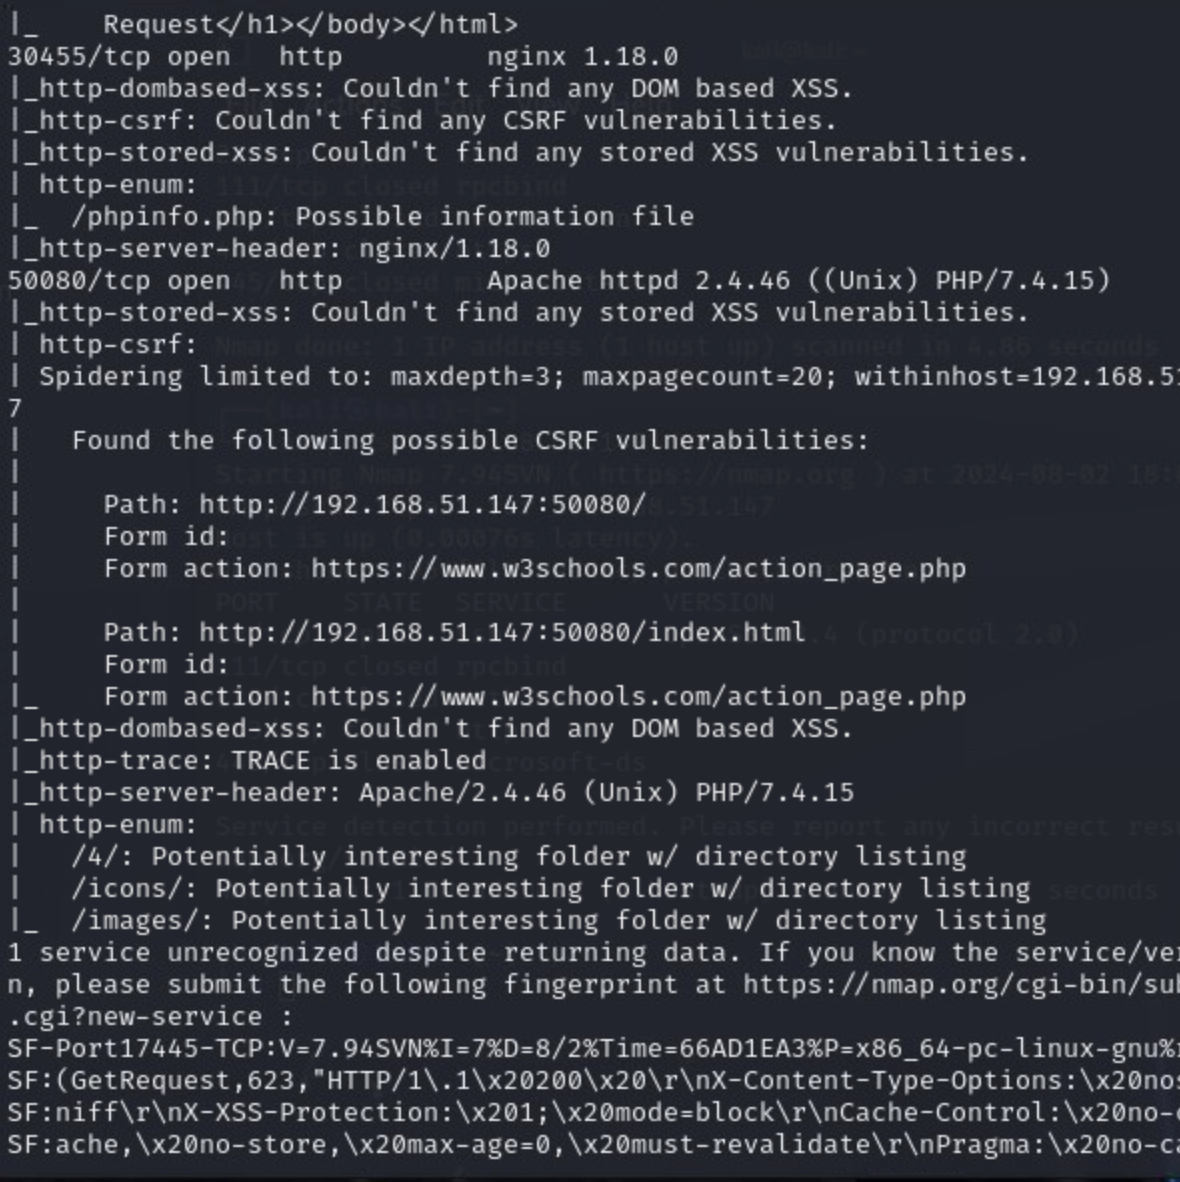 |_    Request</h1></body></html>
30455/tcp open   http         nginx 1.18.0
|_http-dombased-xss: Couldn't find any DOM based XSS.
|_http-csrf: Couldn't find any CSRF vulnerabilities.
|_http-stored-xss: Couldn't find any stored XSS vulnerabilities.
| http-enum:
|_  /phpinfo.php: Possible information file
|_http-server-header: nginx/1.18.0
50080/tcp open   http         Apache httpd 2.4.46 ((Unix) PHP/7.4.15)
|_http-stored-xss: Couldn't find any stored XSS vulnerabilities.
| http-csrf:
| Spidering limited to: maxdepth=3; maxpagecount=20; withinhost=192.168.51
7
|   Found the following possible CSRF vulnerabilities:
|
|     Path: http://192.168.51.147:50080/
|     Form id:
|     Form action: https://www.w3schools.com/action_page.php
|
|     Path: http://192.168.51.147:50080/index.html
|     Form id:
|_    Form action: https://www.w3schools.com/action_page.php
|_http-dombased-xss: Couldn't find any DOM based XSS.
|_http-trace: TRACE is enabled
|_http-server-header: Apache/2.4.46 (Unix) PHP/7.4.15
| http-enum:
|   /4/: Potentially interesting folder w/ directory listing
|   /icons/: Potentially interesting folder w/ directory listing
|_  /images/: Potentially interesting folder w/ directory listing
1 service unrecognized despite returning data. If you know the service/ve
n, please submit the following fingerprint at https://nmap.org/cgi-bin/su
.cgi?new-service :
SF-Port17445-TCP:V=7.94SVN%I=7%D=8/2%Time=66AD1EA3%P=x86_64-pc-linux-gnu%
SF:(GetRequest,623,"HTTP/1\.1\x20200\x20\r\nX-Content-Type-Options:\x20no
SF:niff\r\nX-XSS-Protection:\x201;\x20mode=block\r\nCache-Control:\x20no-
SF:ache,\x20no-store,\x20max-age=0,\x20must-revalidate\r\nPragma:\x20no-c